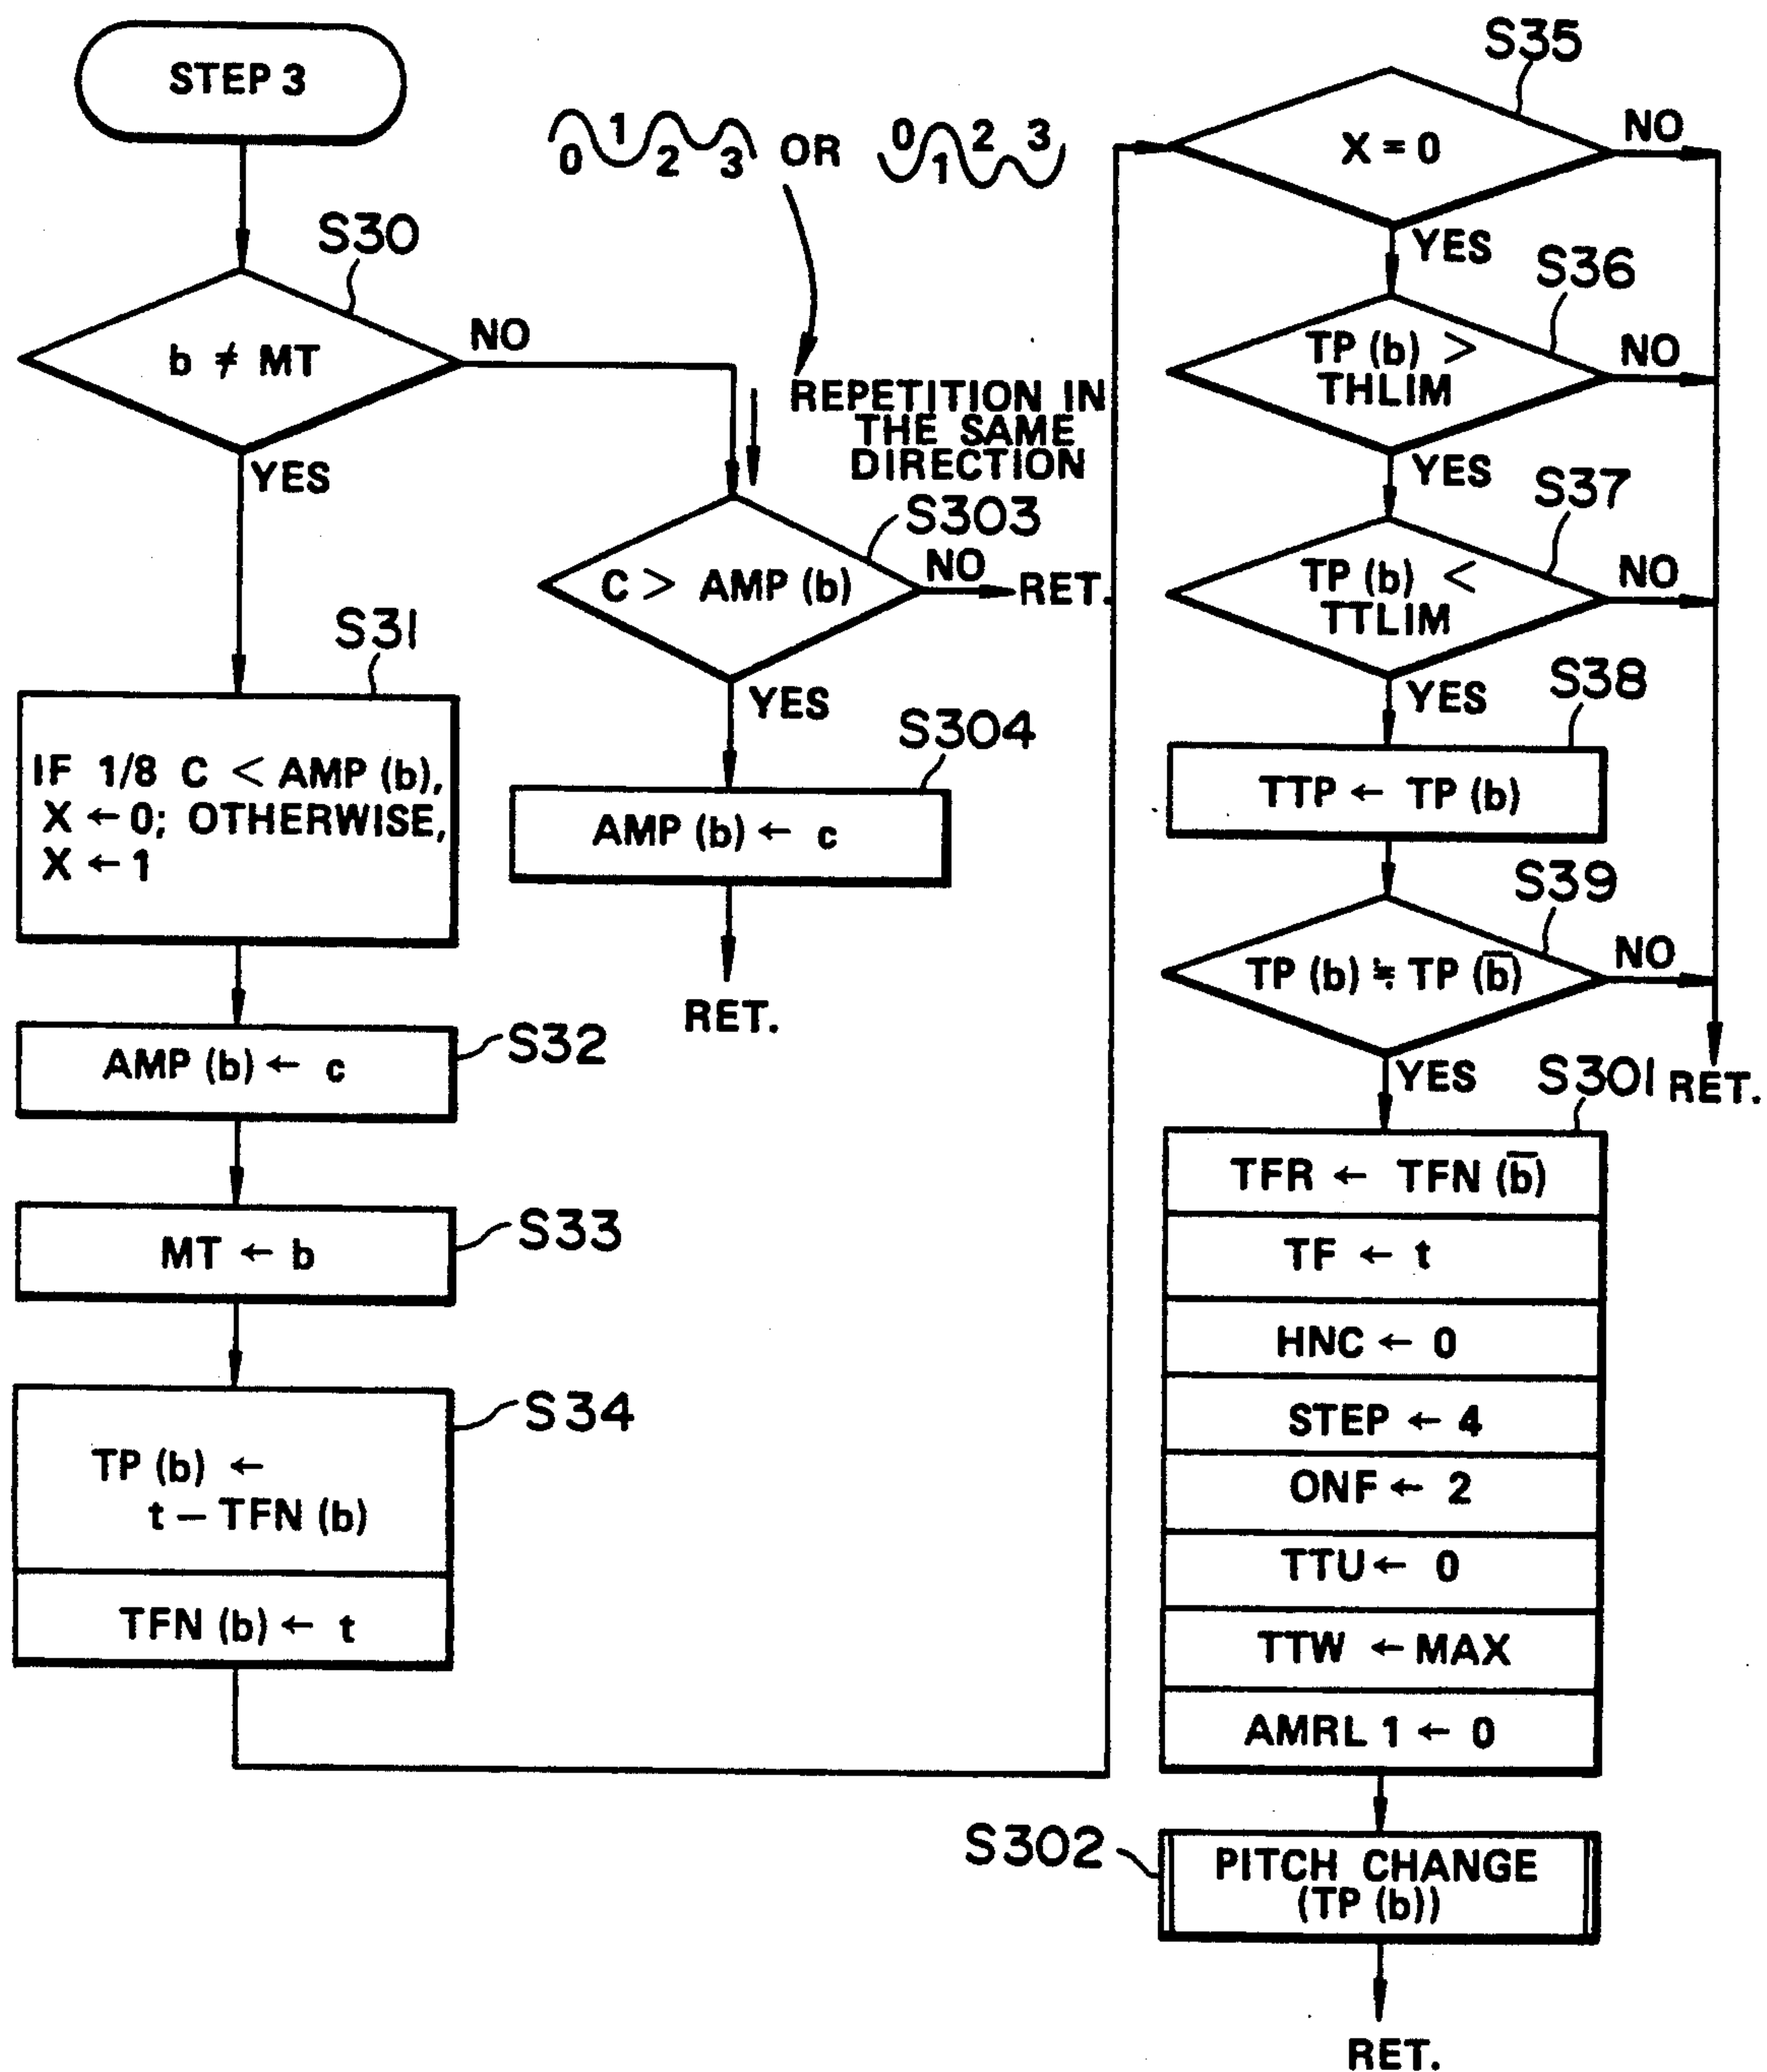 STEP 3
S30
b ≠ MT
NO
YES
0 1 2 3 OR 0 1 2 3
REPETITION IN
THE SAME
DIRECTION
S303
C > AMP (b)
NO
RET.
YES
S304
AMP (b) ← c
RET.
S31
IF 1/8 C < AMP (b),
X ← 0; OTHERWISE,
X ← 1
S32
AMP (b) ← c
S33
MT ← b
S34
TP (b) ←
t – TFN (b)
TFN (b) ← t
S35
X = 0
NO
YES
S36
TP (b) >
THLIM
NO
YES
S37
TP (b) <
TTLIM
NO
YES
S38
TTP ← TP (b)
S39
TP (b) ≒ TP (b̅)
NO
YES
RET.
S301
TFR ← TFN (b̅)
TF ← t
HNC ← 0
STEP ← 4
ONF ← 2
TTU ← 0
TTW ← MAX
AMRL 1 ← 0
S302
PITCH CHANGE
(TP (b))
RET.